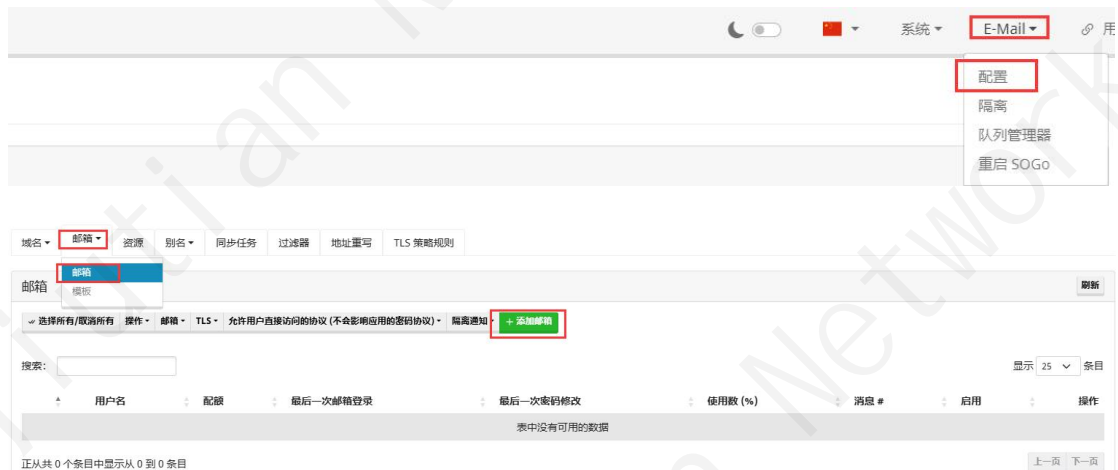 系统 E-Mail 用
配置
隔离
队列管理器
重启 SOGo
域名 邮箱 资源 别名 同步任务 过滤器 地址重写 TLS 策略规则
邮箱
模板
邮箱 刷新
选择所有/取消所有 操作 邮箱 TLS 允许用户直接访问的协议 (不会影响应用的密码协议) 隔离通知 + 添加邮箱
搜索: 显示 25 条目
用户名 配额 最后一次邮箱登录 最后一次密码修改 使用数 (%) 消息 # 启用 操作
表中没有可用的数据
正从共 0 个条目中显示从 0 到 0 条目 上一页 下一页
Network